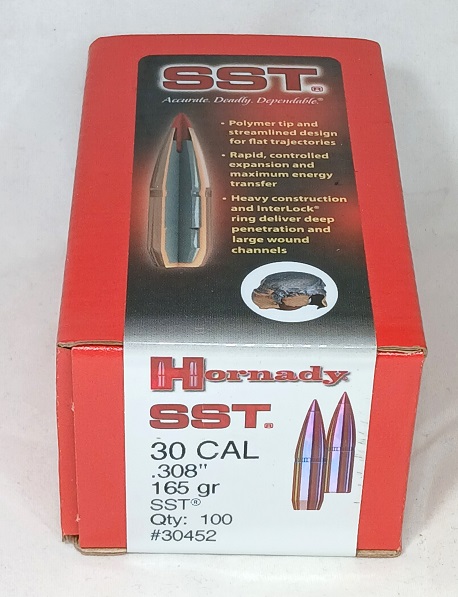 SST®
Accurate. Deadly. Dependable.™
• Polymer tip and
streamlined design
for flat trajectories
• Rapid, controlled
expansion and
maximum energy
transfer
• Heavy construction
and InterLock®
ring deliver deep
penetration and
large wound
channels
Hornady®
SST®
30 CAL
.308"
165 gr
SST®
Qty: 100
#30452